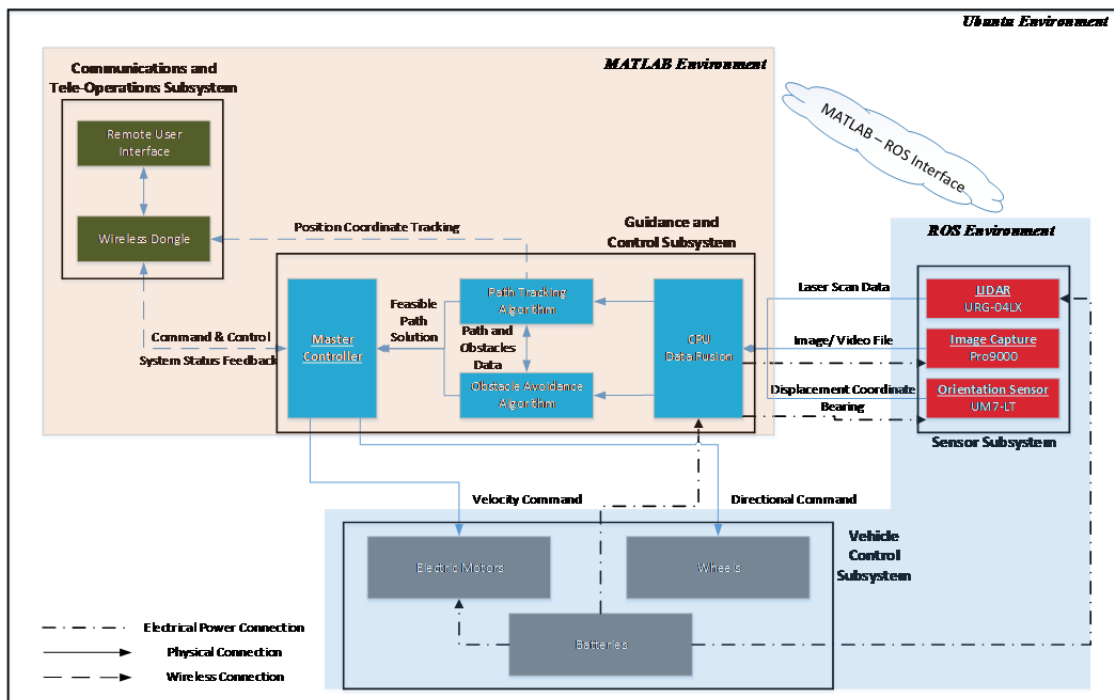 Ubuntu Environment
MATLAB Environment
Communications and
Tele-Operations Subsystem
Remote User
Interface
Wireless Dongle
MATLAB – ROS Interface
Position Coordinate Tracking
Guidance and
Control Subsystem
ROS Environment
Master
Controller
Feasible
Path
Solution
Path Tracking
Algorithm
Path and
Obstacles
Data
Obstacle Avoidance
Algorithm
CPU
Data Fusion
Command & Control
System Status Feedback
Laser Scan Data
Image/ Video File
Displacement Coordinate
Bearing
LIDAR
URG-04LX
Image Capture
Pro9000
Orientation Sensor
UM7-LT
Sensor Subsystem
Velocity Command
Directional Command
Electric Motors
Wheels
Batteries
Vehicle
Control
Subsystem
Electrical Power Connection
Physical Connection
Wireless Connection